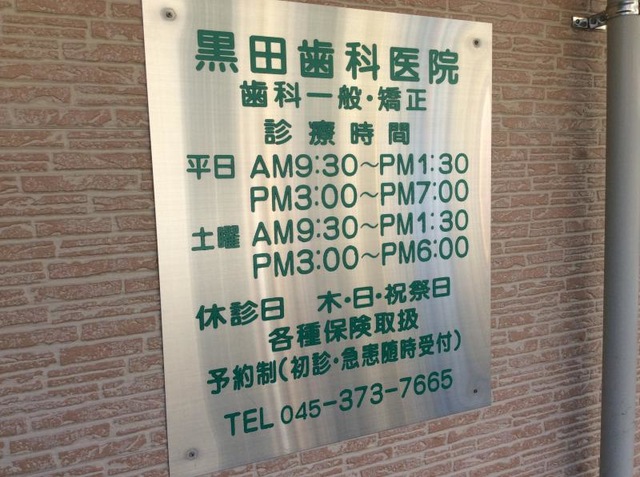 黒田歯科医院
歯科一般・矯正
診療時間
平日 AM9:30～PM1:30
PM3:00～PM7:00
土曜 AM9:30～PM1:30
PM3:00～PM6:00
休診日 木・日・祝祭日
各種保険取扱
予約制(初診・急患随時受付)
TEL 045-373-7665